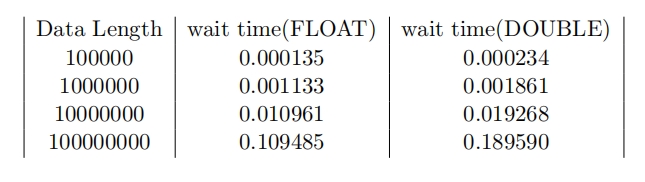 Data Length wait time(FLOAT) wait time(DOUBLE)
100000 0.000135 0.000234
1000000 0.001133 0.001861
10000000 0.010961 0.019268
100000000 0.109485 0.189590